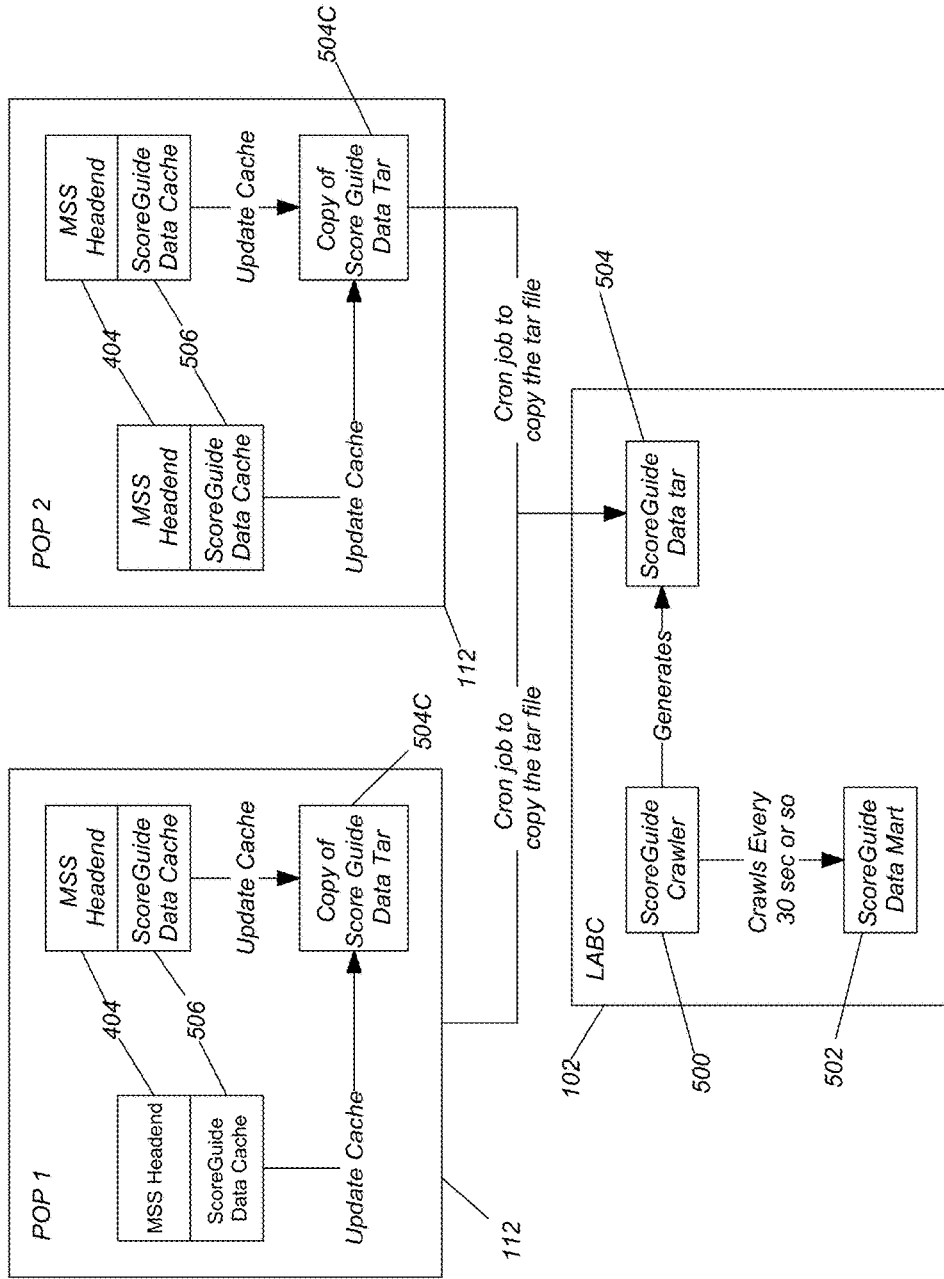 POP 1
MSS Headend
ScoreGuide
Data Cache
404
506
MSS
Headend
ScoreGuide
Data Cache
Update Cache
Update Cache
Copy of
Score Guide
Data Tar
504C
112
POP 2
MSS
Headend
ScoreGuide
Data Cache
404
506
MSS
Headend
ScoreGuide
Data Cache
Update Cache
Update Cache
Copy of
Score Guide
Data Tar
504C
112
Cron job to
copy the tar file
Cron job to
copy the tar file
LABC
102
ScoreGuide
Crawler
500
Generates
ScoreGuide
Data tar
504
Crawls Every
30 sec or so
ScoreGuide
Data Mart
502